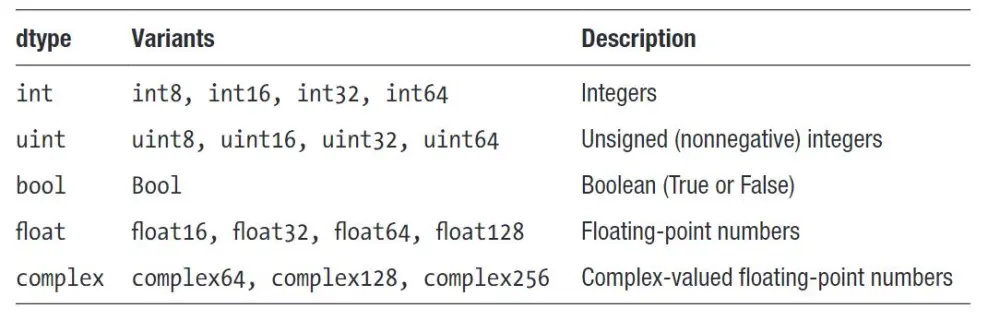 dtype Variants Description
int int8, int16, int32, int64 Integers
uint uint8, uint16, uint32, uint64 Unsigned (nonnegative) integers
bool Bool Boolean (True or False)
float float16, float32, float64, float128 Floating-point numbers
complex complex64, complex128, complex256 Complex-valued floating-point numbers